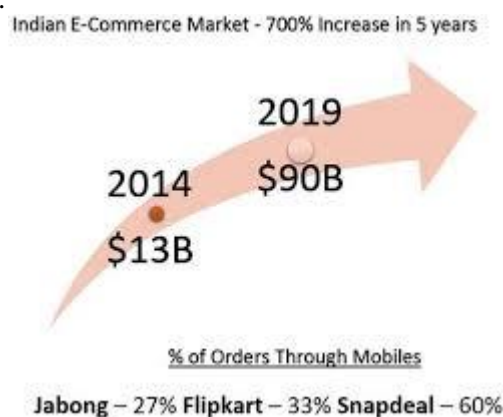 .
Indian E-Commerce Market - 700% Increase in 5 years
2019
$90B
2014
$13B
% of Orders Through Mobiles
Jabong – 27% Flipkart – 33% Snapdeal – 60%